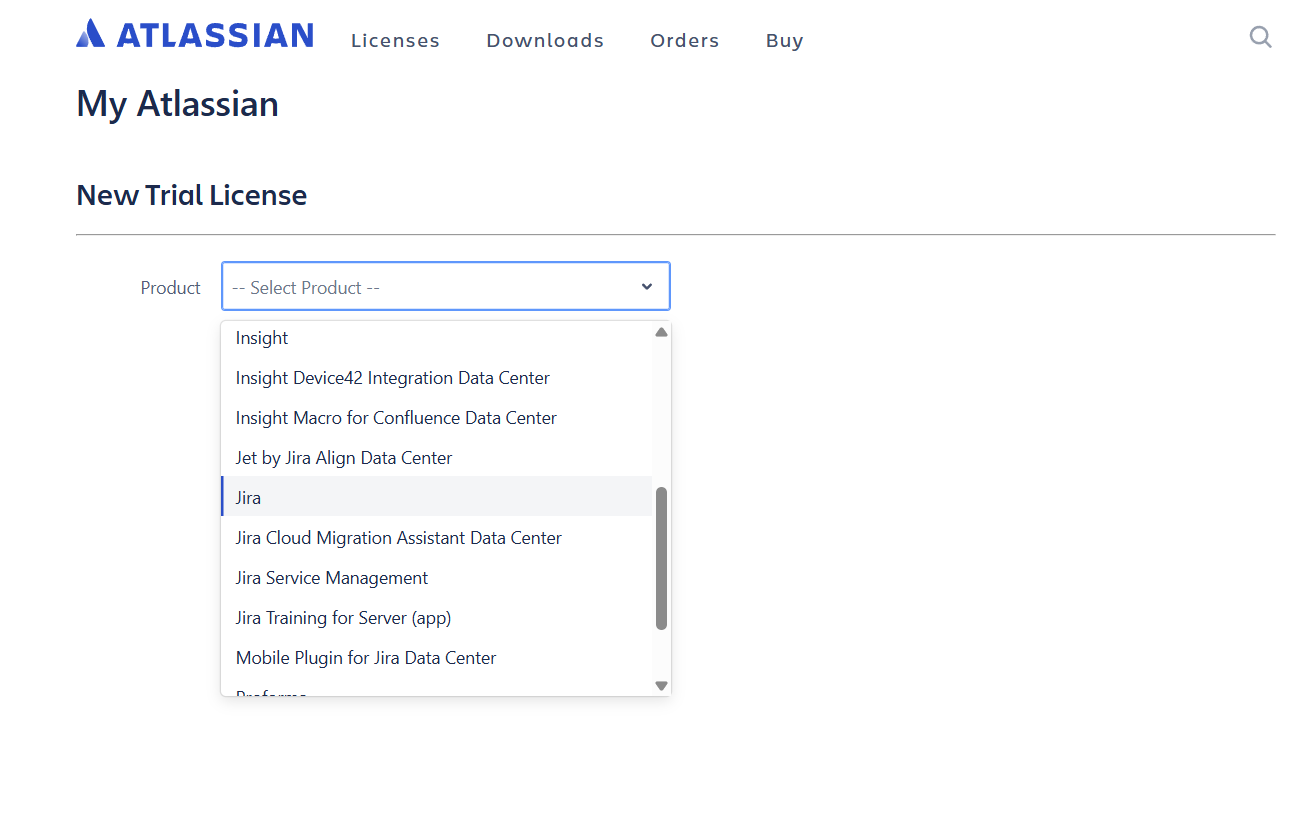 ATLASSIAN Licenses Downloads Orders Buy
My Atlassian
New Trial License
Product -- Select Product --
Insight
Insight Device42 Integration Data Center
Insight Macro for Confluence Data Center
Jet by Jira Align Data Center
Jira
Jira Cloud Migration Assistant Data Center
Jira Service Management
Jira Training for Server (app)
Mobile Plugin for Jira Data Center